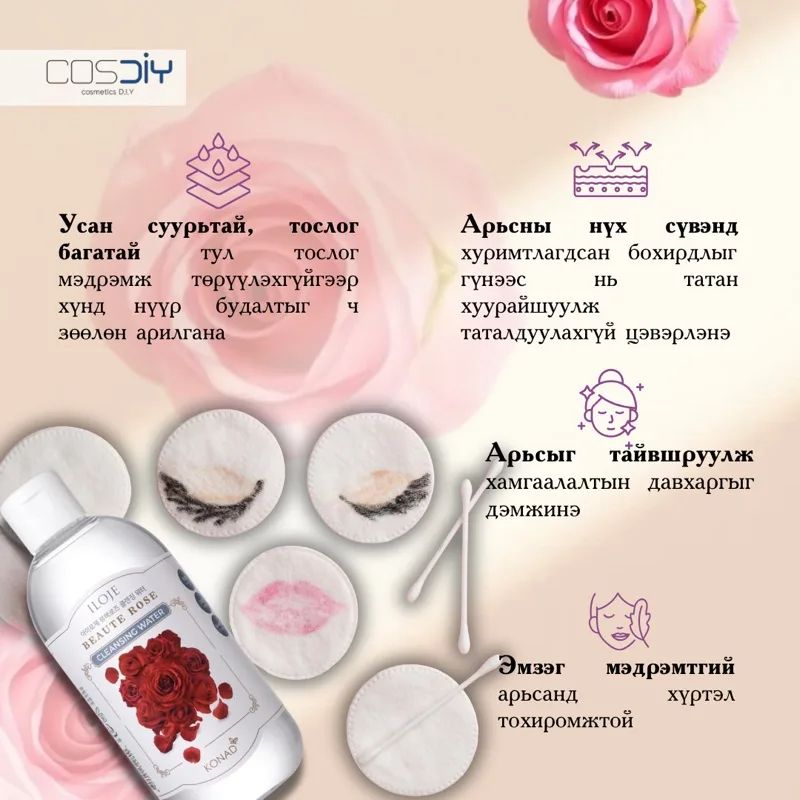 COSDIY
cosmetics D.I.Y
Усан суурьтай, тослог
багатай тул тослог
мэдрэмж төрүүлэхгүйгээр
хүнд нүүр будалтыг ч
зөөлөн арилгана
Арьсны нүх сүвэнд
хуримтлагдсан бохирдлыг
гүнээс нь татан
хуурайшуулж
таталдуулахгүй цэвэрлэнэ
Арьсыг тайвшруулж
хамгаалалтын давхаргыг
дэмжинэ
Эмзэг мэдрэмтгий
арьсанд хүртэл
тохиромжтой
ILOJE
BEAUTE ROSE
CLEANSING WATER
KONAD